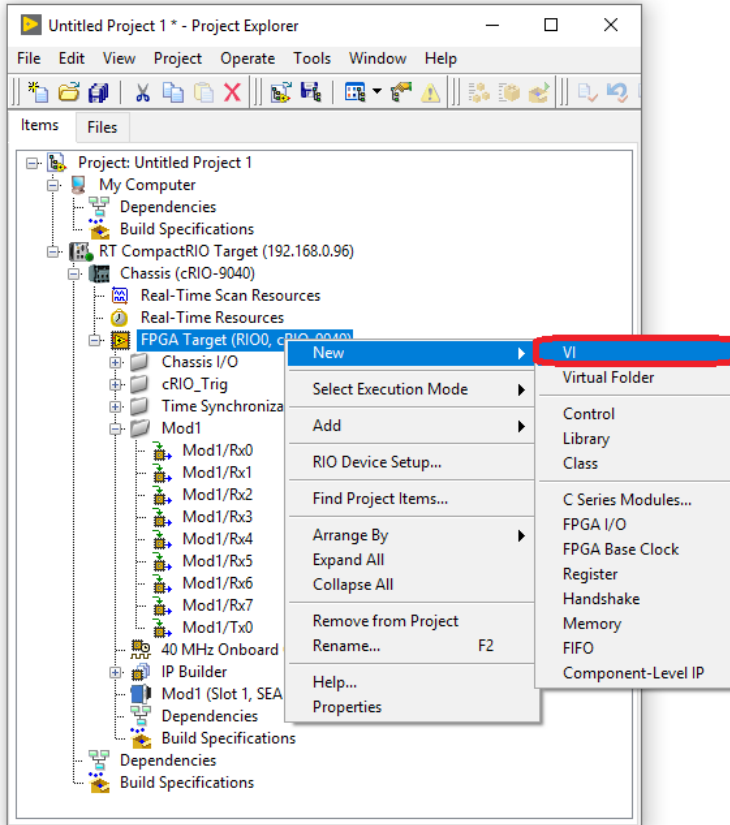 Untitled Project 1 * - Project Explorer
File Edit View Project Operate Tools Window Help
Items Files
Project: Untitled Project 1
My Computer
Dependencies
Build Specifications
RT CompactRIO Target (192.168.0.96)
Chassis (cRIO-9040)
Real-Time Scan Resources
Real-Time Resources
FPGA Target (RIO0, cRIO-9040)
Chassis I/O
cRIO_Trig
Time Synchroniza
Mod1
Mod1/Rx0
Mod1/Rx1
Mod1/Rx2
Mod1/Rx3
Mod1/Rx4
Mod1/Rx5
Mod1/Rx6
Mod1/Rx7
Mod1/Tx0
40 MHz Onboard
IP Builder
Mod1 (Slot 1, SEA
Dependencies
Build Specifications
Dependencies
Build Specifications
New
Select Execution Mode
Add
RIO Device Setup...
Find Project Items...
Arrange By
Expand All
Collapse All
Remove from Project
Rename... F2
Help...
Properties
VI
Virtual Folder
Control
Library
Class
C Series Modules...
FPGA I/O
FPGA Base Clock
Register
Handshake
Memory
FIFO
Component-Level IP